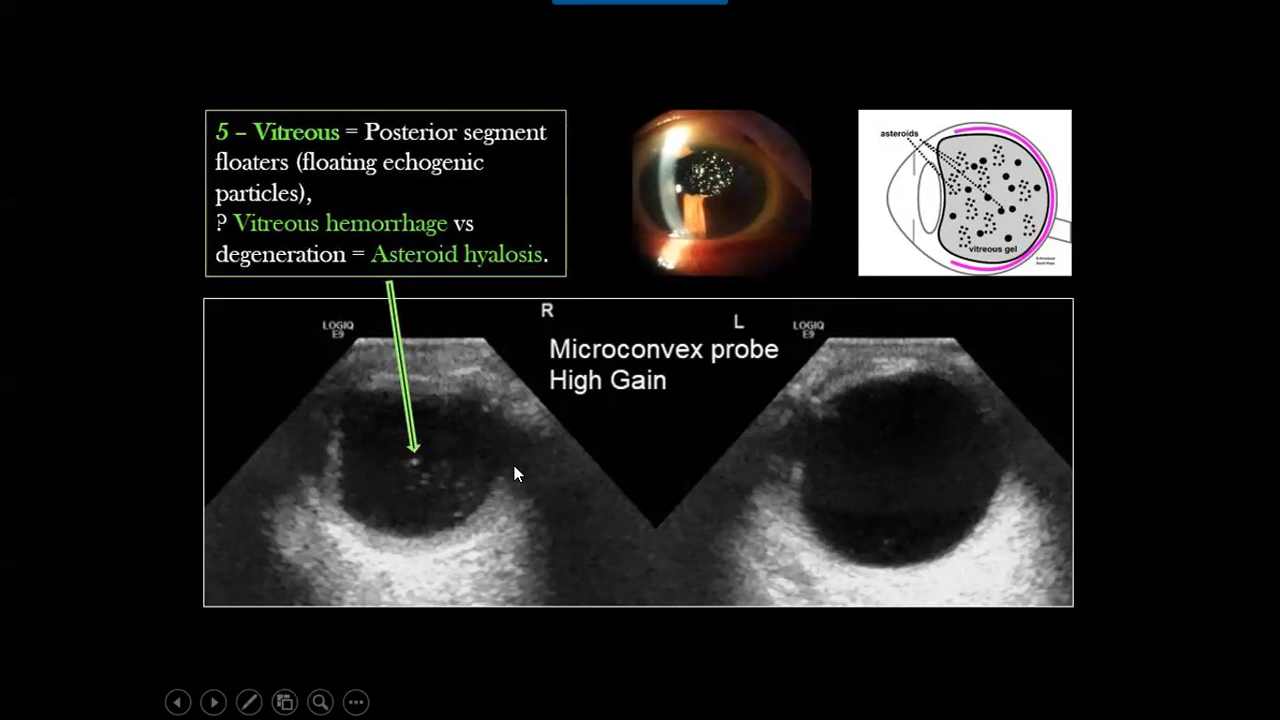 5 – Vitreous = Posterior segment
floaters (floating echogenic
particles),
? Vitreous hemorrhage vs
degeneration = Asteroid hyalosis.
asteroids
vitreous gel
R
L
LOGIQ
E9
Microconvex probe
High Gain
LOGIQ
E9